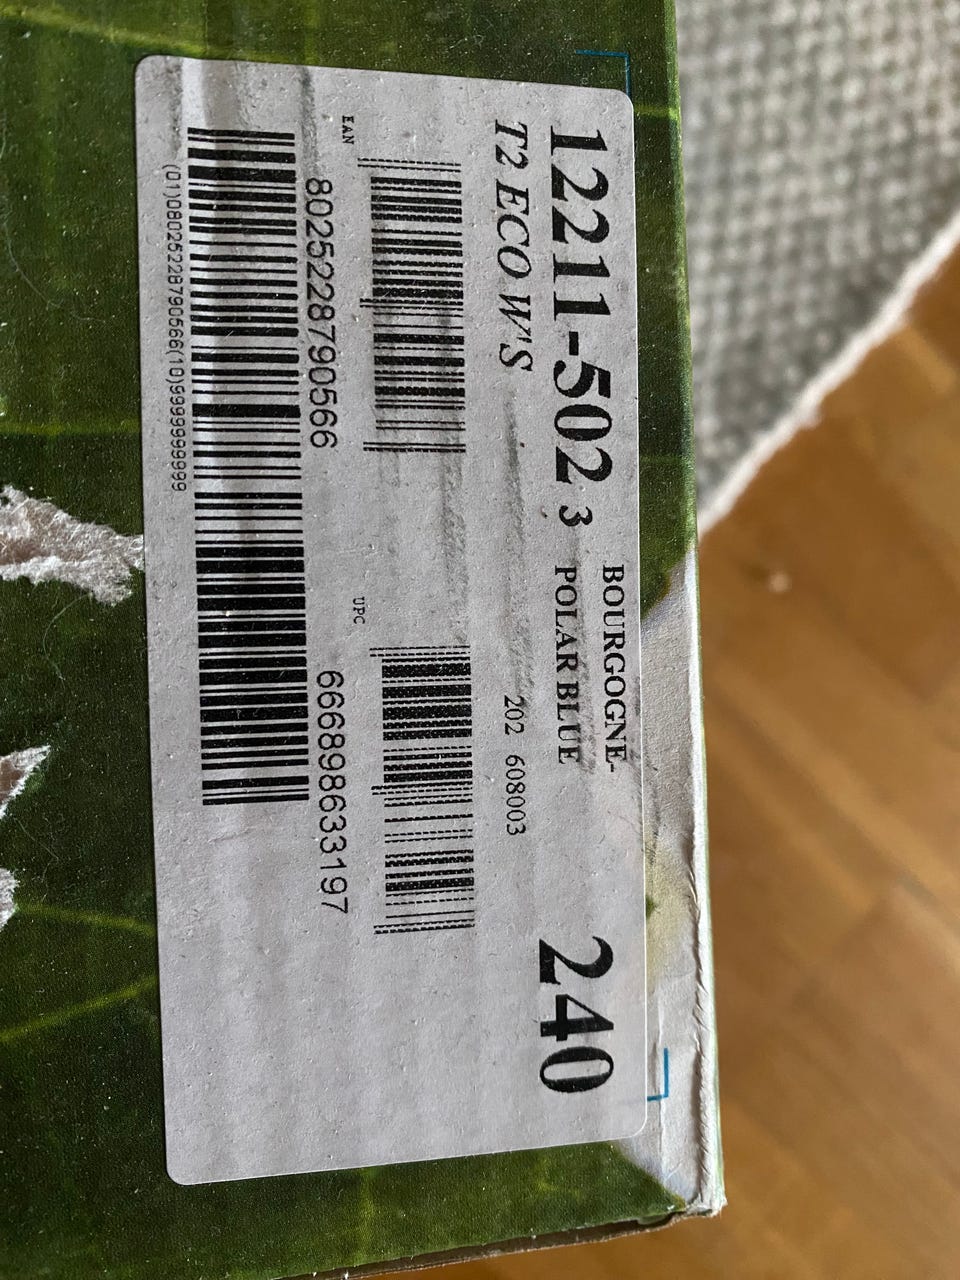 12211-502 3
BOURGOGNE-
POLAR BLUE
240
T2 ECO W'S
202 608003
EAN
8025228790566
UPC
666898633197
(01)08025228790566(10)9999999999